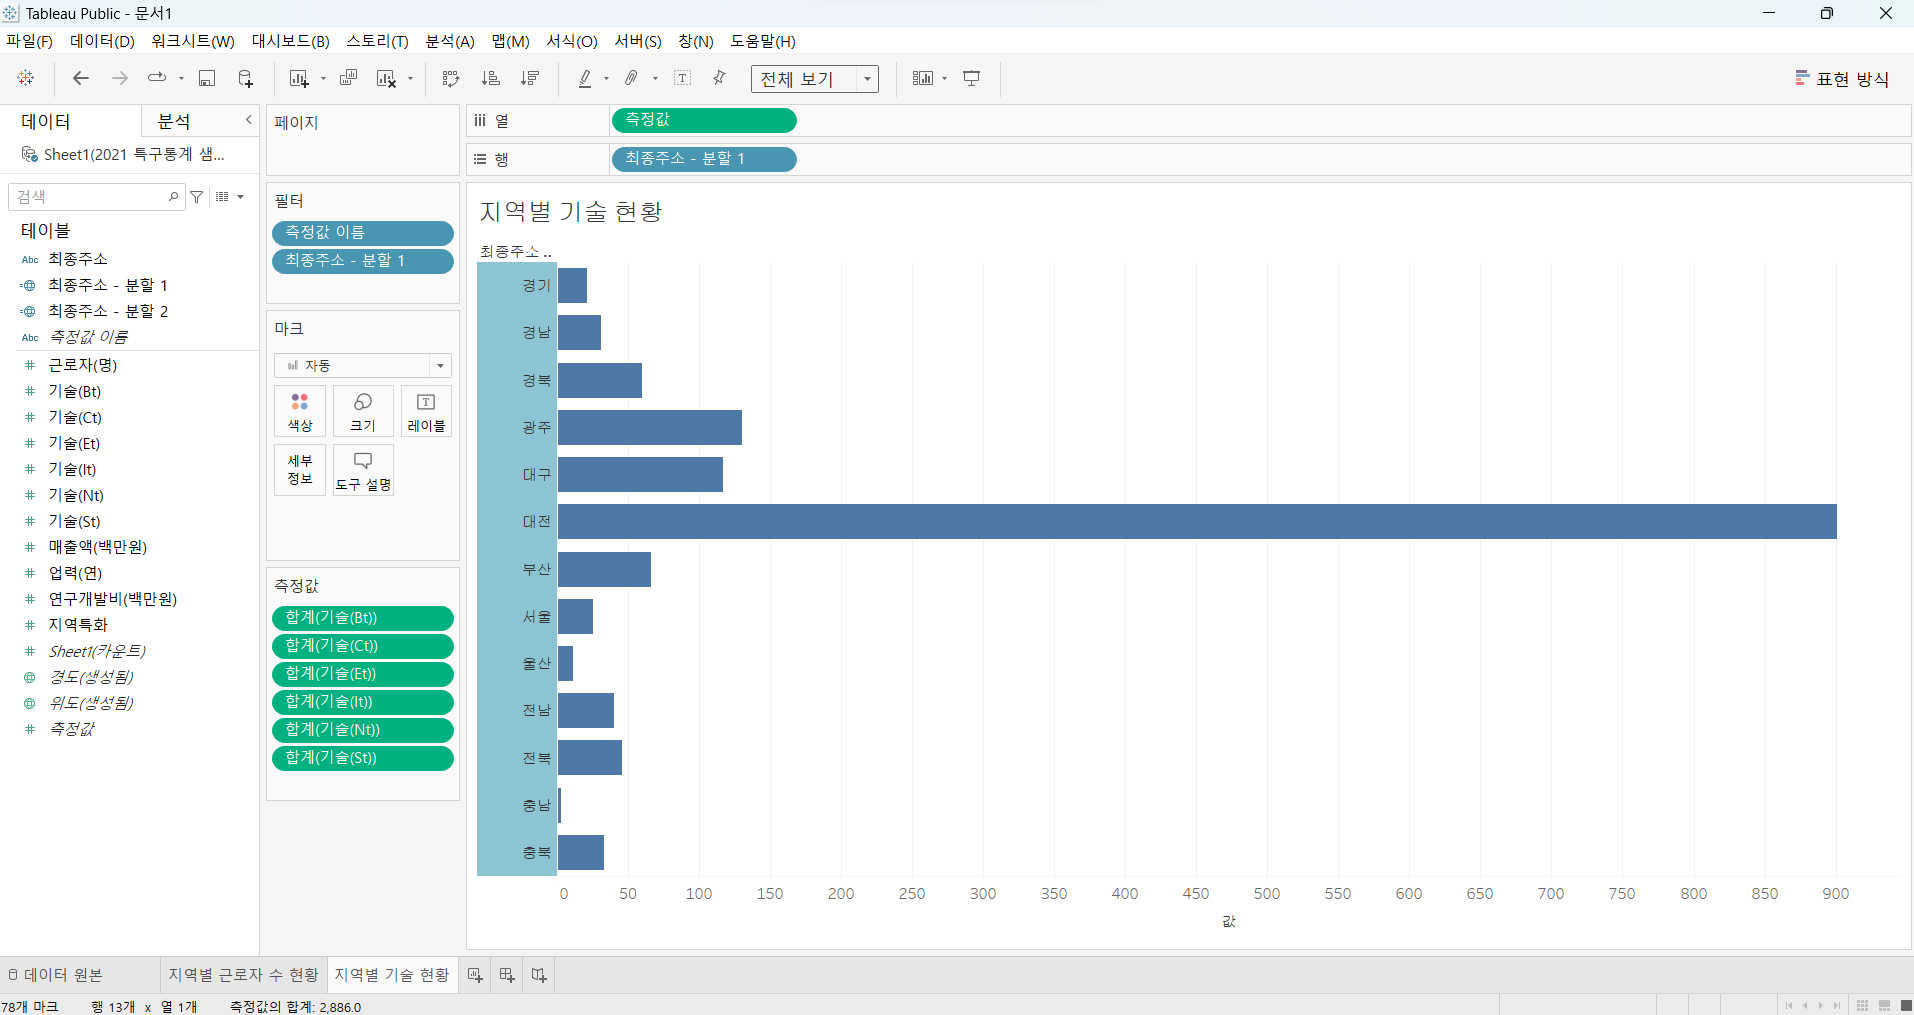 Tableau Public - 문서1
파일(F) 데이터(D) 워크시트(W) 대시보드(B) 스토리(T) 분석(A) 맵(M) 서식(O) 서버(S) 창(N) 도움말(H)
전체 보기
표현 방식
데이터 분석
Sheet1(2021 특구통계 샘...
검색
테이블
Abc 최종주소
최종주소 - 분할 1
최종주소 - 분할 2
Abc 측정값 이름
근로자(명)
기술(Bt)
기술(Ct)
기술(Et)
기술(It)
기술(Nt)
기술(St)
매출액(백만원)
업력(연)
연구개발비(백만원)
지역특화
Sheet1(카운트)
경도(생성됨)
위도(생성됨)
측정값
페이지
필터
측정값 이름
최종주소 - 분할 1
마크
자동
색상 크기 레이블
세부 정보 도구 설명
측정값
합계(기술(Bt))
합계(기술(Ct))
합계(기술(Et))
합계(기술(It))
합계(기술(Nt))
합계(기술(St))
열 측정값
행 최종주소 - 분할 1
지역별 기술 현황
최종주소 ..
경기
경남
경북
광주
대구
대전
부산
서울
울산
전남
전북
충남
충북
0 50 100 150 200 250 300 350 400 450 500 550 600 650 700 750 800 850 900
값
데이터 원본 지역별 근로자 수 현황 지역별 기술 현황
78개 마크 행 13개 x 열 1개 측정값의 합계: 2,886.0